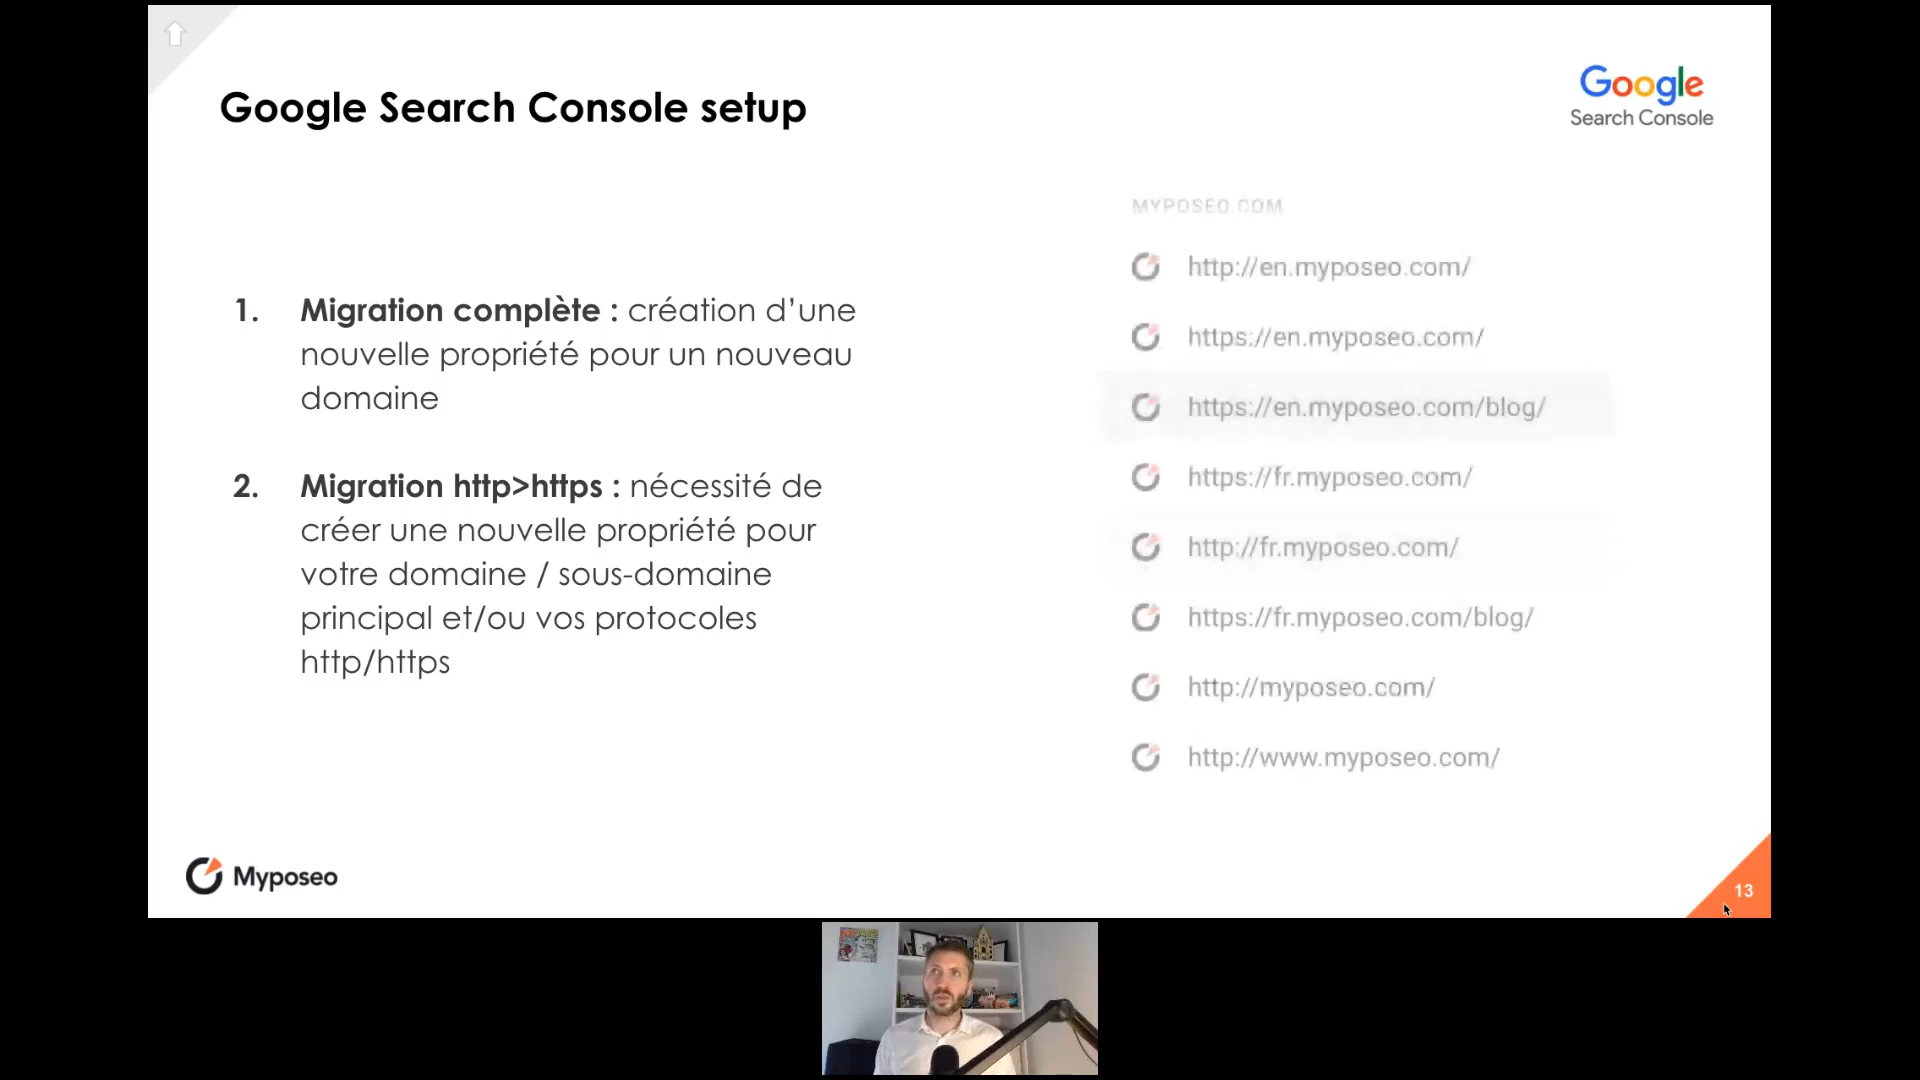 Google Search Console setup
Google
Search Console
1. Migration complète : création d’une
nouvelle propriété pour un nouveau
domaine
2. Migration http>https : nécessité de
créer une nouvelle propriété pour
votre domaine / sous-domaine
principal et/ou vos protocoles
http/https
MYPOSEO.COM
http://en.myposeo.com/
https://en.myposeo.com/
https://en.myposeo.com/blog/
https://fr.myposeo.com/
http://fr.myposeo.com/
https://fr.myposeo.com/blog/
http://myposeo.com/
http://www.myposeo.com/
Myposeo
13